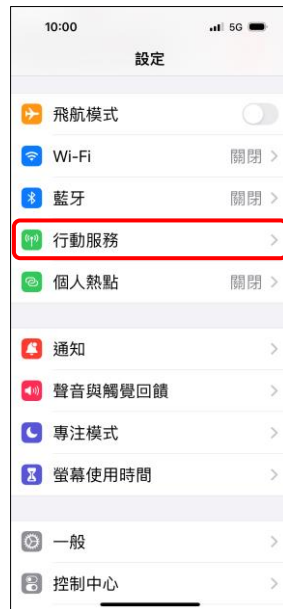 10:00 5G
設定
飛航模式
Wi-Fi 關閉
藍牙 關閉
行動服務
個人熱點 關閉
通知
聲音與觸覺回饋
專注模式
螢幕使用時間
一般
控制中心